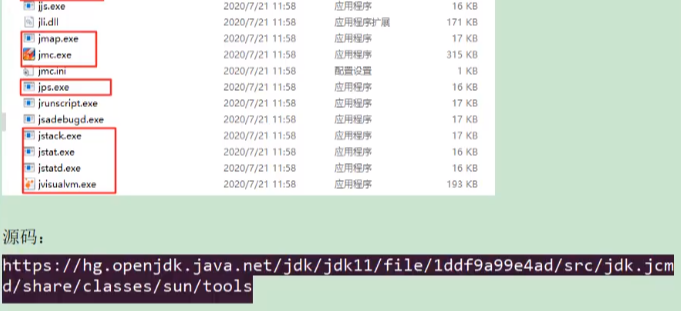 jjs.exe 2020/7/21 11:58 应用程序 16 KB
jli.dll 2020/7/21 11:58 应用程序扩展 171 KB
jmap.exe 2020/7/21 11:58 应用程序 17 KB
jmc.exe 2020/7/21 11:58 应用程序 315 KB
jmc.ini 2020/7/21 11:58 配置设置 1 KB
jps.exe 2020/7/21 11:58 应用程序 16 KB
jrunscript.exe 2020/7/21 11:58 应用程序 17 KB
jsadebugd.exe 2020/7/21 11:58 应用程序 17 KB
jstack.exe 2020/7/21 11:58 应用程序 17 KB
jstat.exe 2020/7/21 11:58 应用程序 16 KB
jstatd.exe 2020/7/21 11:58 应用程序 16 KB
jvisualvm.exe 2020/7/21 11:58 应用程序 193 KB
源码：
https://hg.openjdk.java.net/jdk/jdk11/file/1ddf9a99e4ad/src/jdk.jcm
d/share/classes/sun/tools